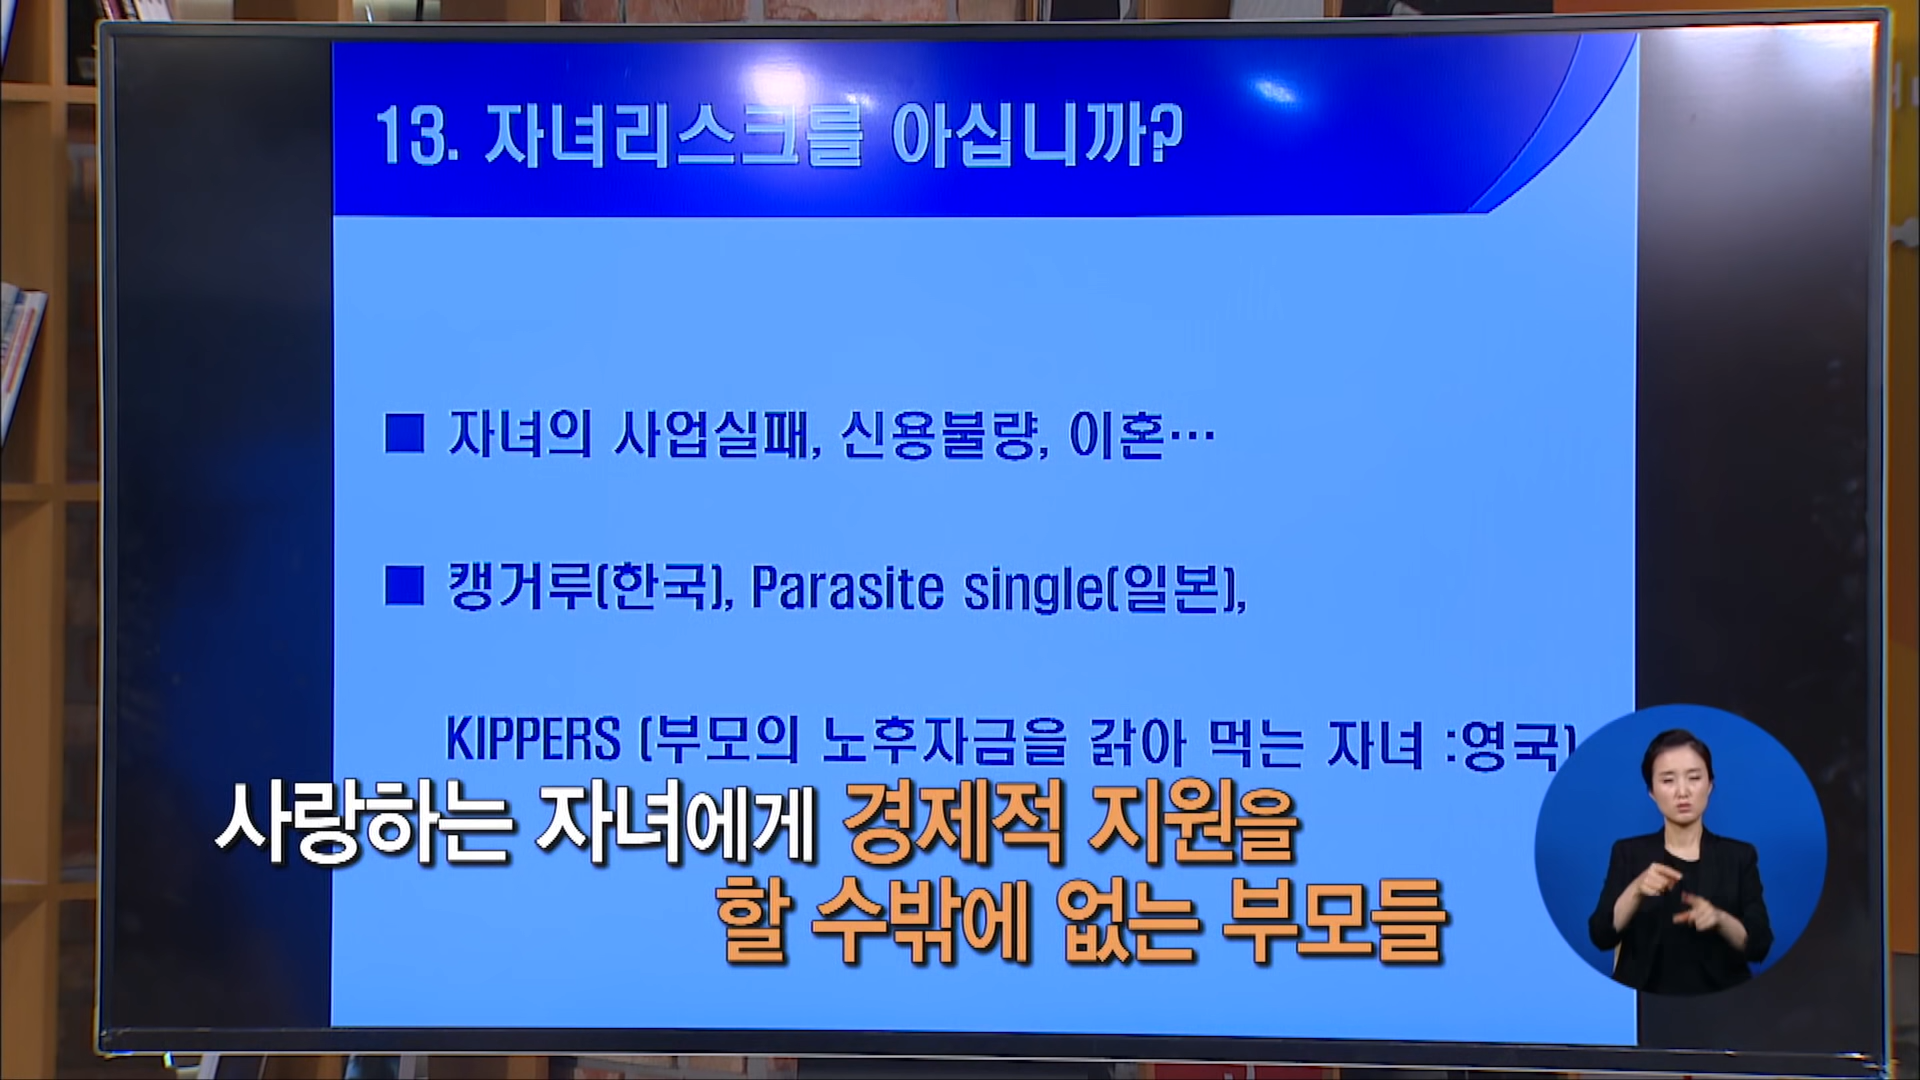 13. 자녀리스크를 아십니까?
■ 자녀의 사업실패, 신용불량, 이혼…
■ 캥거루(한국), Parasite single(일본),
KIPPERS (부모의 노후자금을 갉아 먹는 자녀 :영국)
사랑하는 자녀에게 경제적 지원을
할 수밖에 없는 부모들